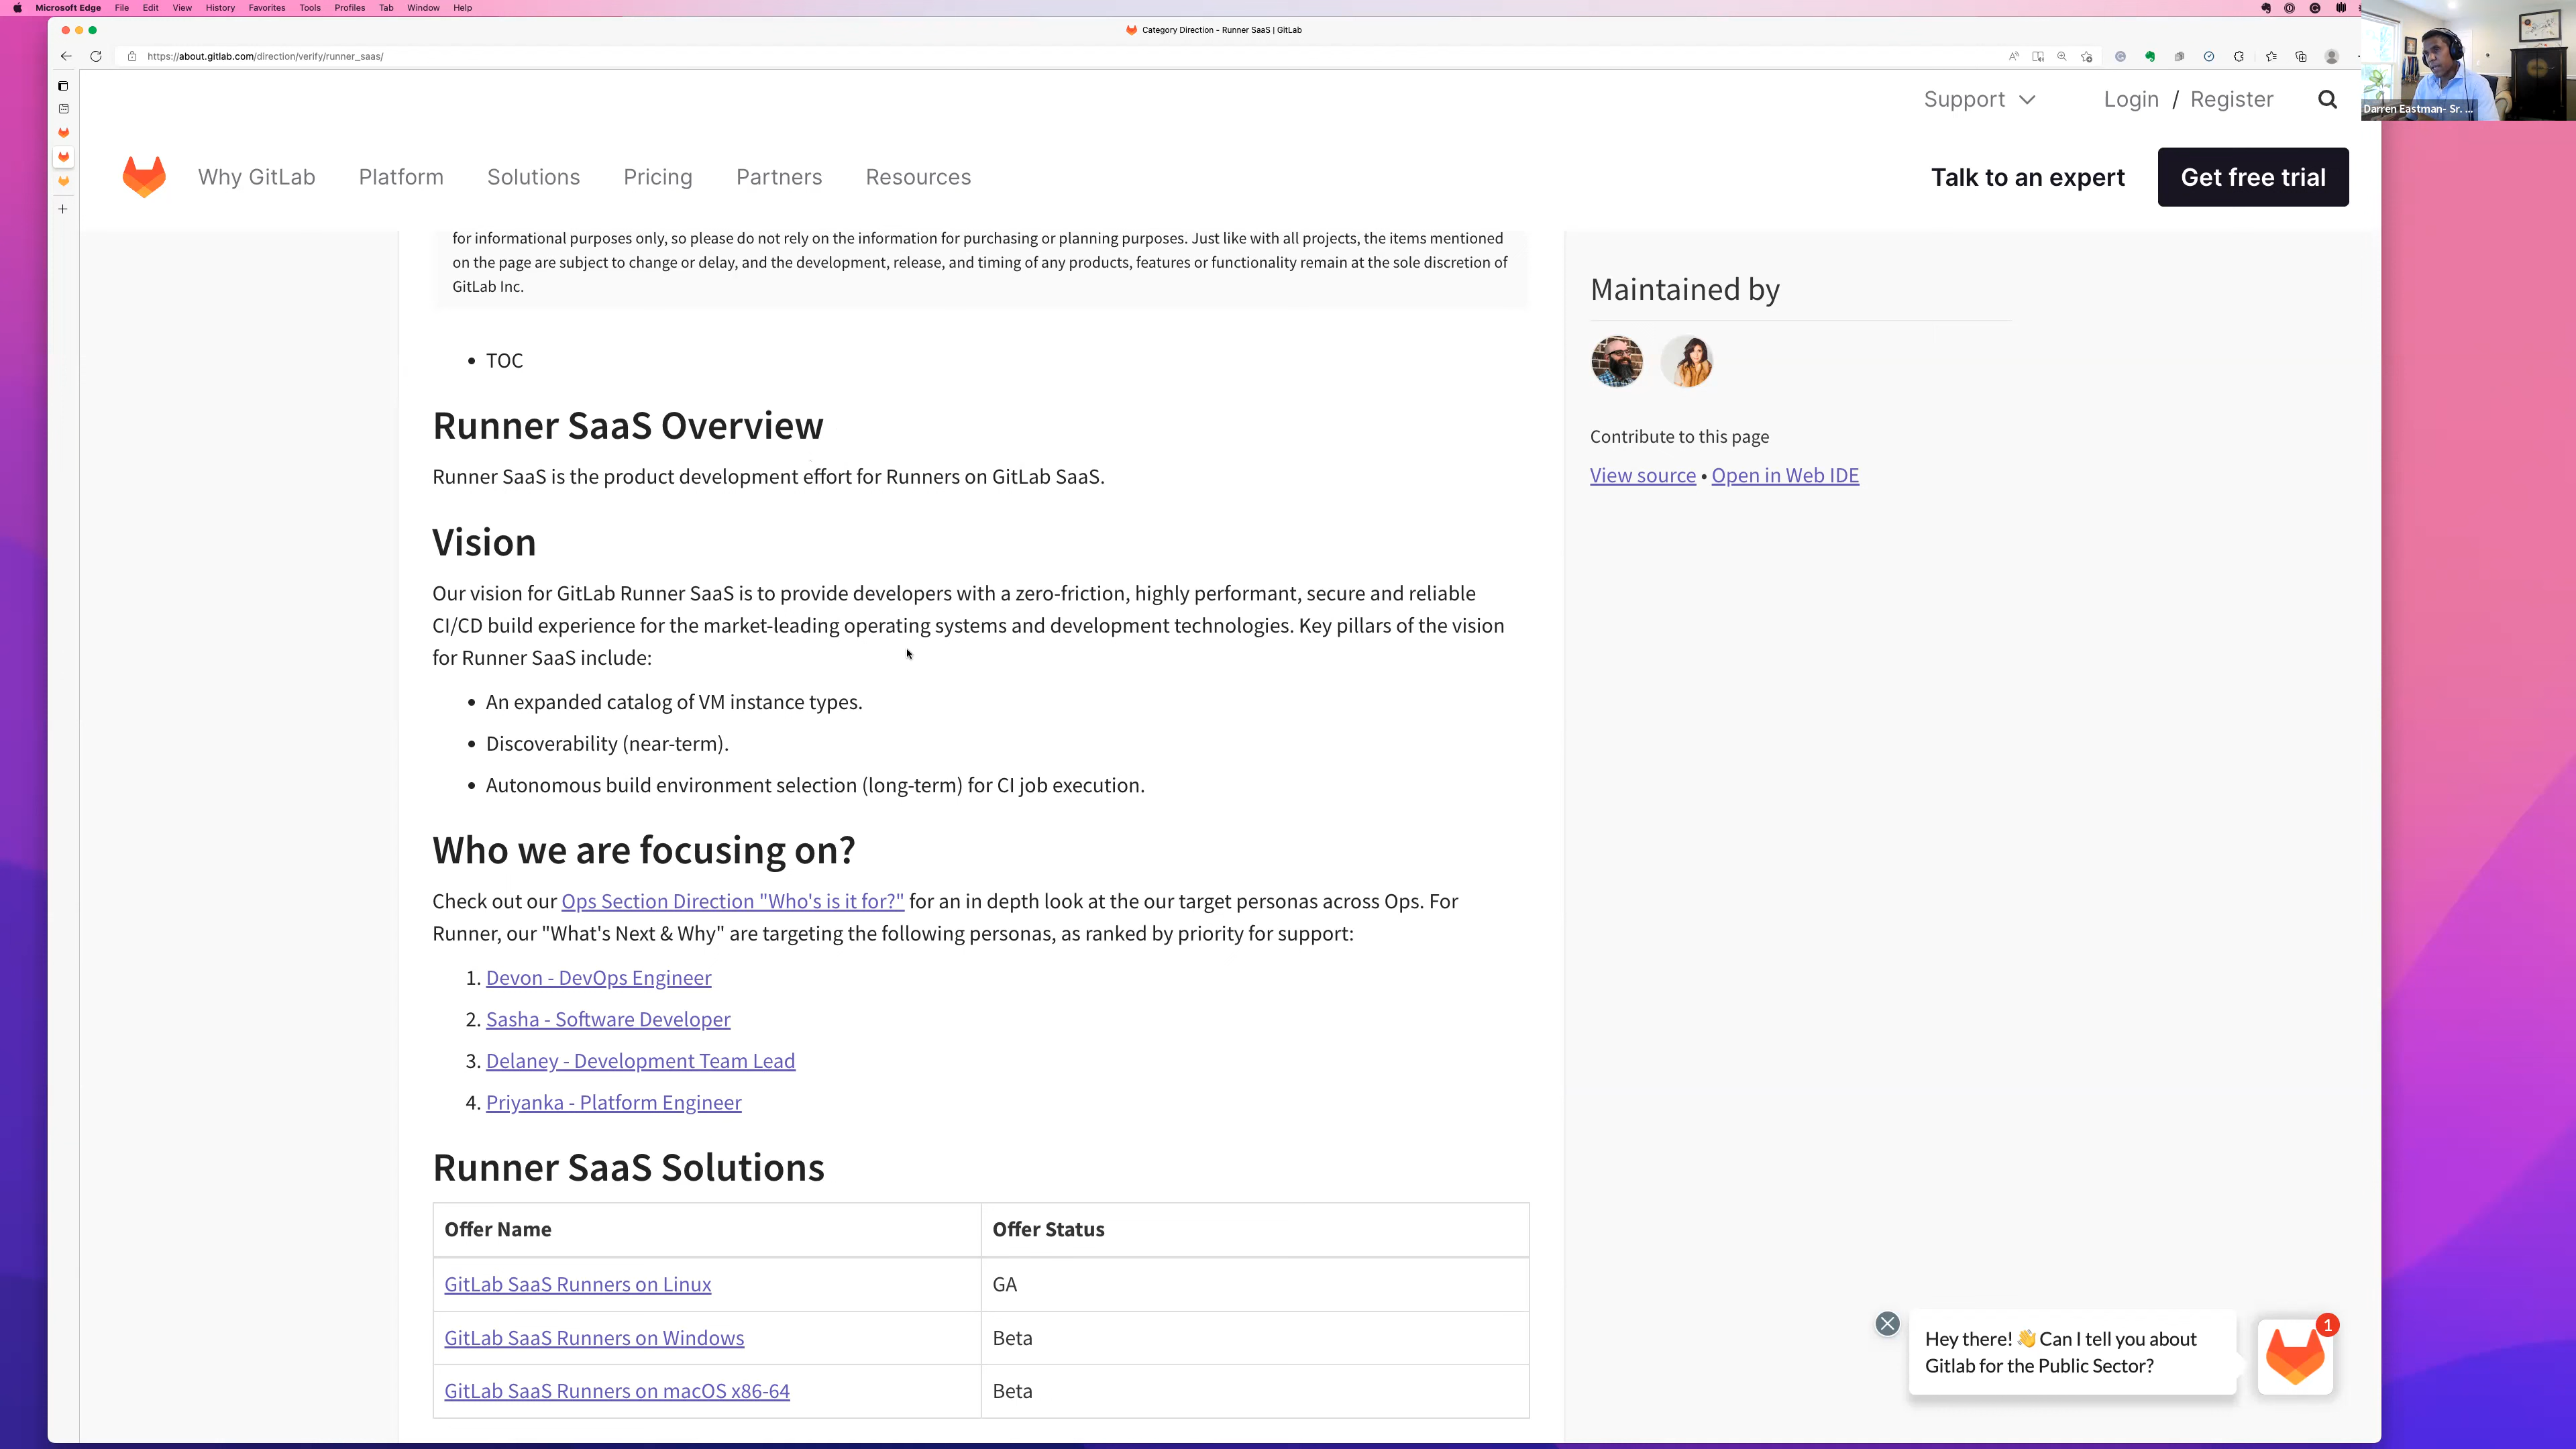 Microsoft Edge File Edit View History Favorites Tools Profiles Tab Window Help
Category Direction - Runner SaaS | GitLab
https://about.gitlab.com/direction/verify/runner_saas/
Darren Eastman- Sr. ...
Support Login / Register
Why GitLab Platform Solutions Pricing Partners Resources Talk to an expert Get free trial
for informational purposes only, so please do not rely on the information for purchasing or planning purposes. Just like with all projects, the items mentioned
on the page are subject to change or delay, and the development, release, and timing of any products, features or functionality remain at the sole discretion of
GitLab Inc.
• TOC
Runner SaaS Overview
Runner SaaS is the product development effort for Runners on GitLab SaaS.
Vision
Our vision for GitLab Runner SaaS is to provide developers with a zero-friction, highly performant, secure and reliable
CI/CD build experience for the market-leading operating systems and development technologies. Key pillars of the vision
for Runner SaaS include:
• An expanded catalog of VM instance types.
• Discoverability (near-term).
• Autonomous build environment selection (long-term) for CI job execution.
Who we are focusing on?
Check out our Ops Section Direction "Who's is it for?" for an in depth look at the our target personas across Ops. For
Runner, our "What's Next & Why" are targeting the following personas, as ranked by priority for support:
1. Devon - DevOps Engineer
2. Sasha - Software Developer
3. Delaney - Development Team Lead
4. Priyanka - Platform Engineer
Runner SaaS Solutions
Offer Name Offer Status
GitLab SaaS Runners on Linux GA
GitLab SaaS Runners on Windows Beta
GitLab SaaS Runners on macOS x86-64 Beta
Maintained by
Contribute to this page
View source • Open in Web IDE
Hey there! 👋 Can I tell you about
Gitlab for the Public Sector?
1